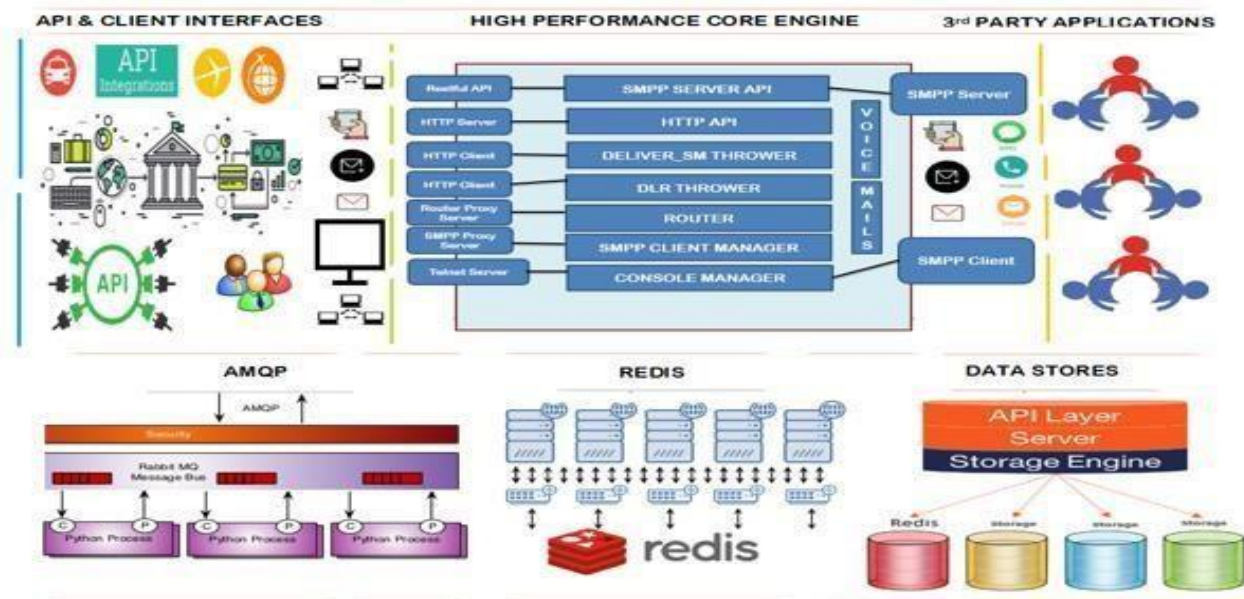 API & CLIENT INTERFACES
HIGH PERFORMANCE CORE ENGINE
3rd PARTY APPLICATIONS
API
Integrations
API
Restful API
HTTP Server
HTTP Client
HTTP Client
Router Proxy
Server
SMPP Proxy
Server
Telnet Server
SMPP SERVER API
HTTP API
DELIVER_SM THROWER
DLR THROWER
ROUTER
SMPP CLIENT MANAGER
CONSOLE MANAGER
VOICE
MAILS
SMPP Server
SMPP Client
AMQP
AMQP
Security
Rabbit MQ
Message Bus
C
P
C
P
C
P
Python Process
Python Process
Python Process
REDIS
redis
DATA STORES
API Layer
Server
Storage Engine
Redis
Storage
Storage
Storage